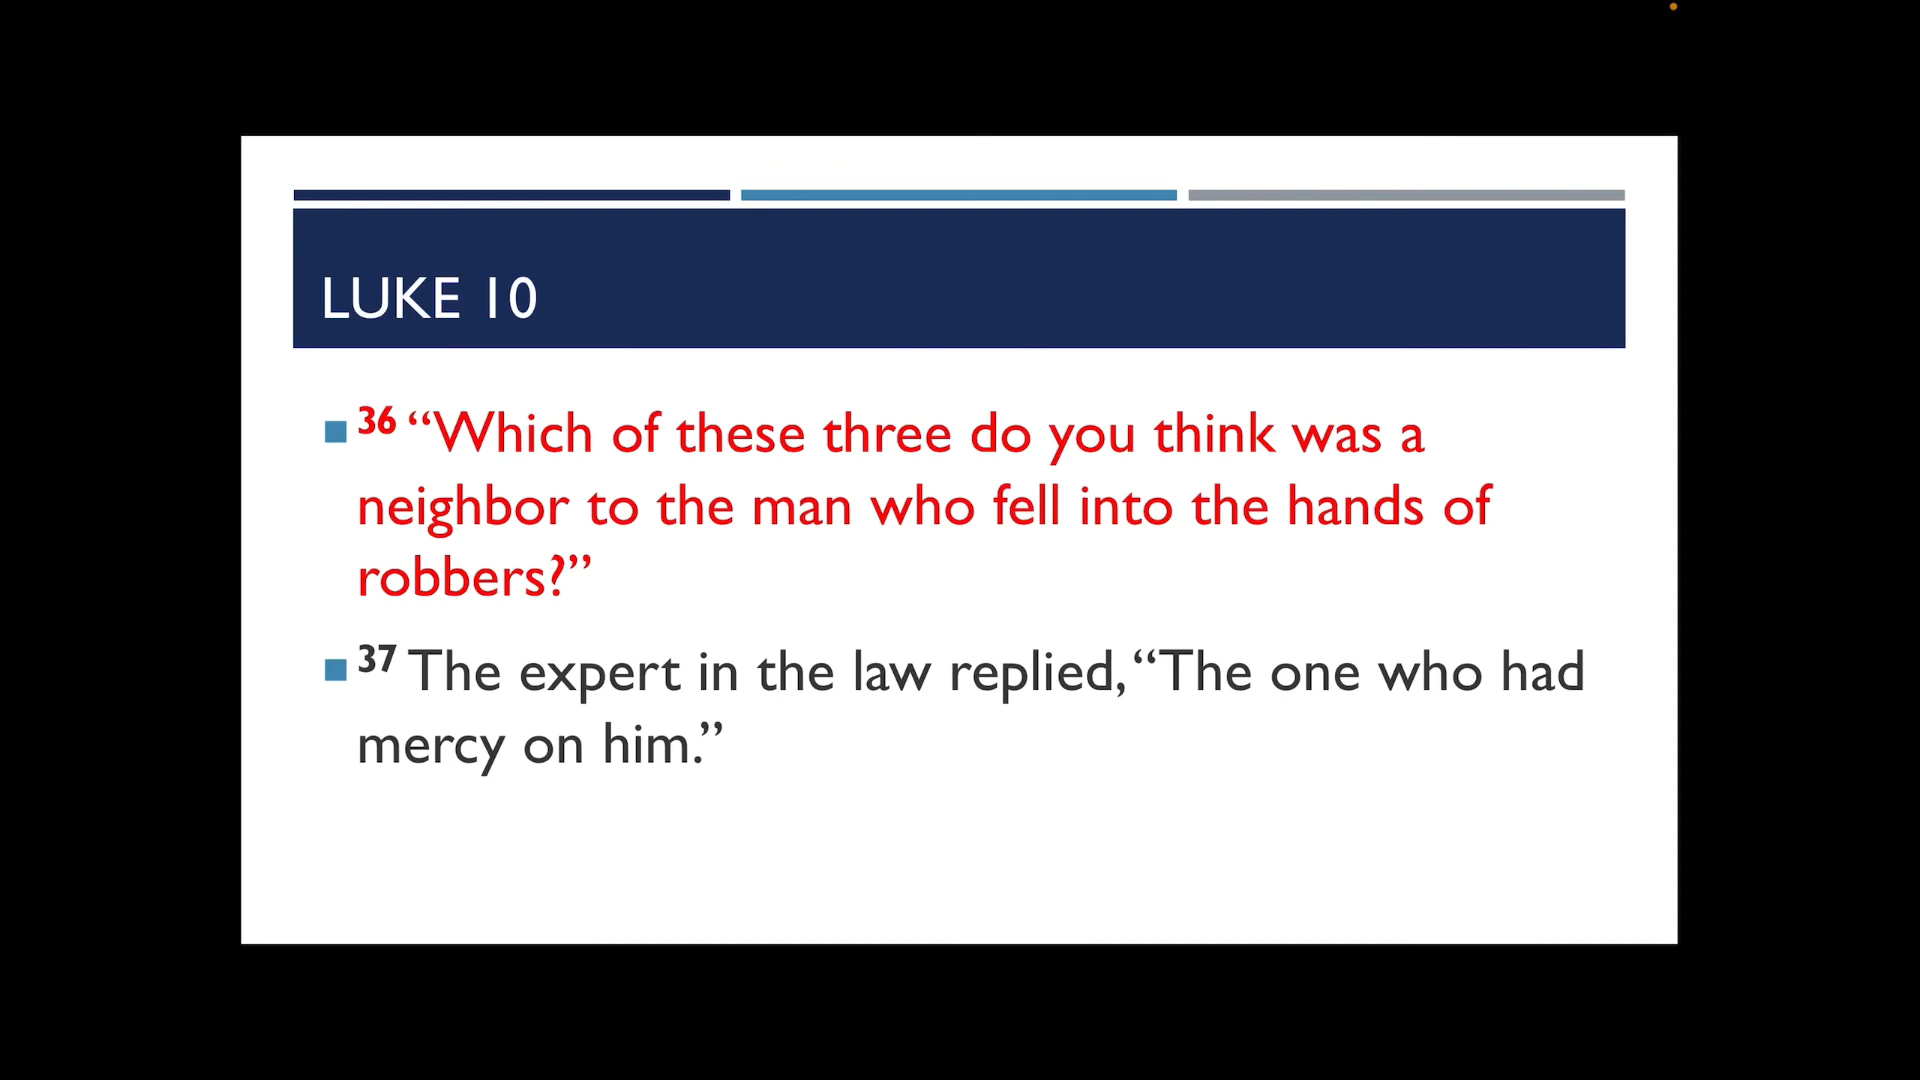 LUKE 10
36 “Which of these three do you think was a
neighbor to the man who fell into the hands of
robbers?”
37 The expert in the law replied, “The one who had
mercy on him.”